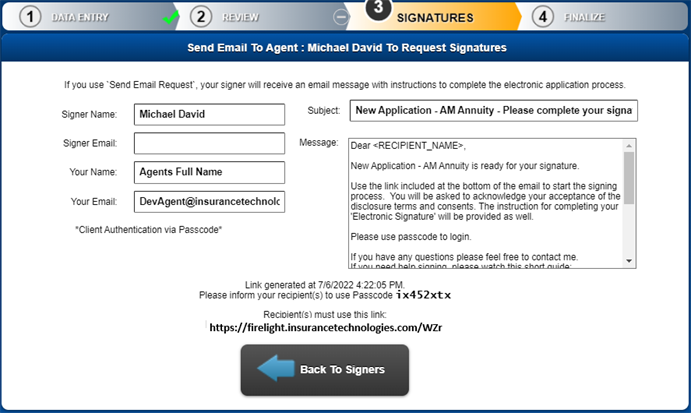 1 DATA ENTRY 2 REVIEW 3 SIGNATURES 4 FINALIZE
Send Email To Agent : Michael David To Request Signatures
If you use `Send Email Request`, your signer will receive an email message with instructions to complete the electronic application process.
Signer Name: Michael David
Signer Email:
Your Name: Agents Full Name
Your Email: DevAgent@insurancetechnolo
*Client Authentication via Passcode*
Subject: New Application - AM Annuity - Please complete your signa
Message:
Dear <RECIPIENT_NAME>,
New Application - AM Annuity is ready for your signature.
Use the link included at the bottom of the email to start the signing
process. You will be asked to acknowledge your acceptance of the
disclosure terms and consents. The instruction for completing your
'Electronic Signature' will be provided as well.
Please use passcode to login.
If you have any questions please feel free to contact me.
If you need help signing, please watch this short guide:
Link generated at 7/6/2022 4:22:05 PM.
Please inform your recipient(s) to use Passcode ix452xtx
Recipient(s) must use this link:
https://firelight.insurancetechnologies.com/WZr
Back To Signers